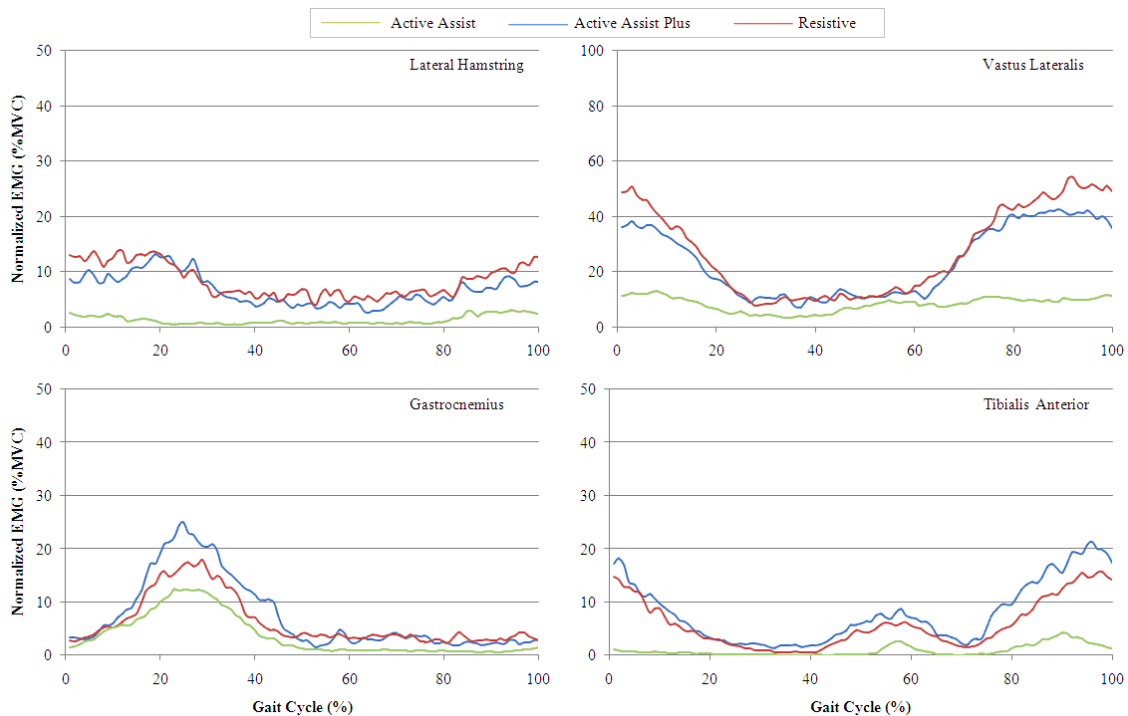 Active Assist
Active Assist Plus
Resistive
Normalized EMG (%MVC)
50
40
30
20
10
0
Lateral Hamstring
0 20 40 60 80 100
100
80
60
40
20
0
Vastus Lateralis
0 20 40 60 80 100
Normalized EMG (%MVC)
50
40
30
20
10
0
Gastrocnemius
0 20 40 60 80 100
Gait Cycle (%)
50
40
30
20
10
0
Tibialis Anterior
0 20 40 60 80 100
Gait Cycle (%)